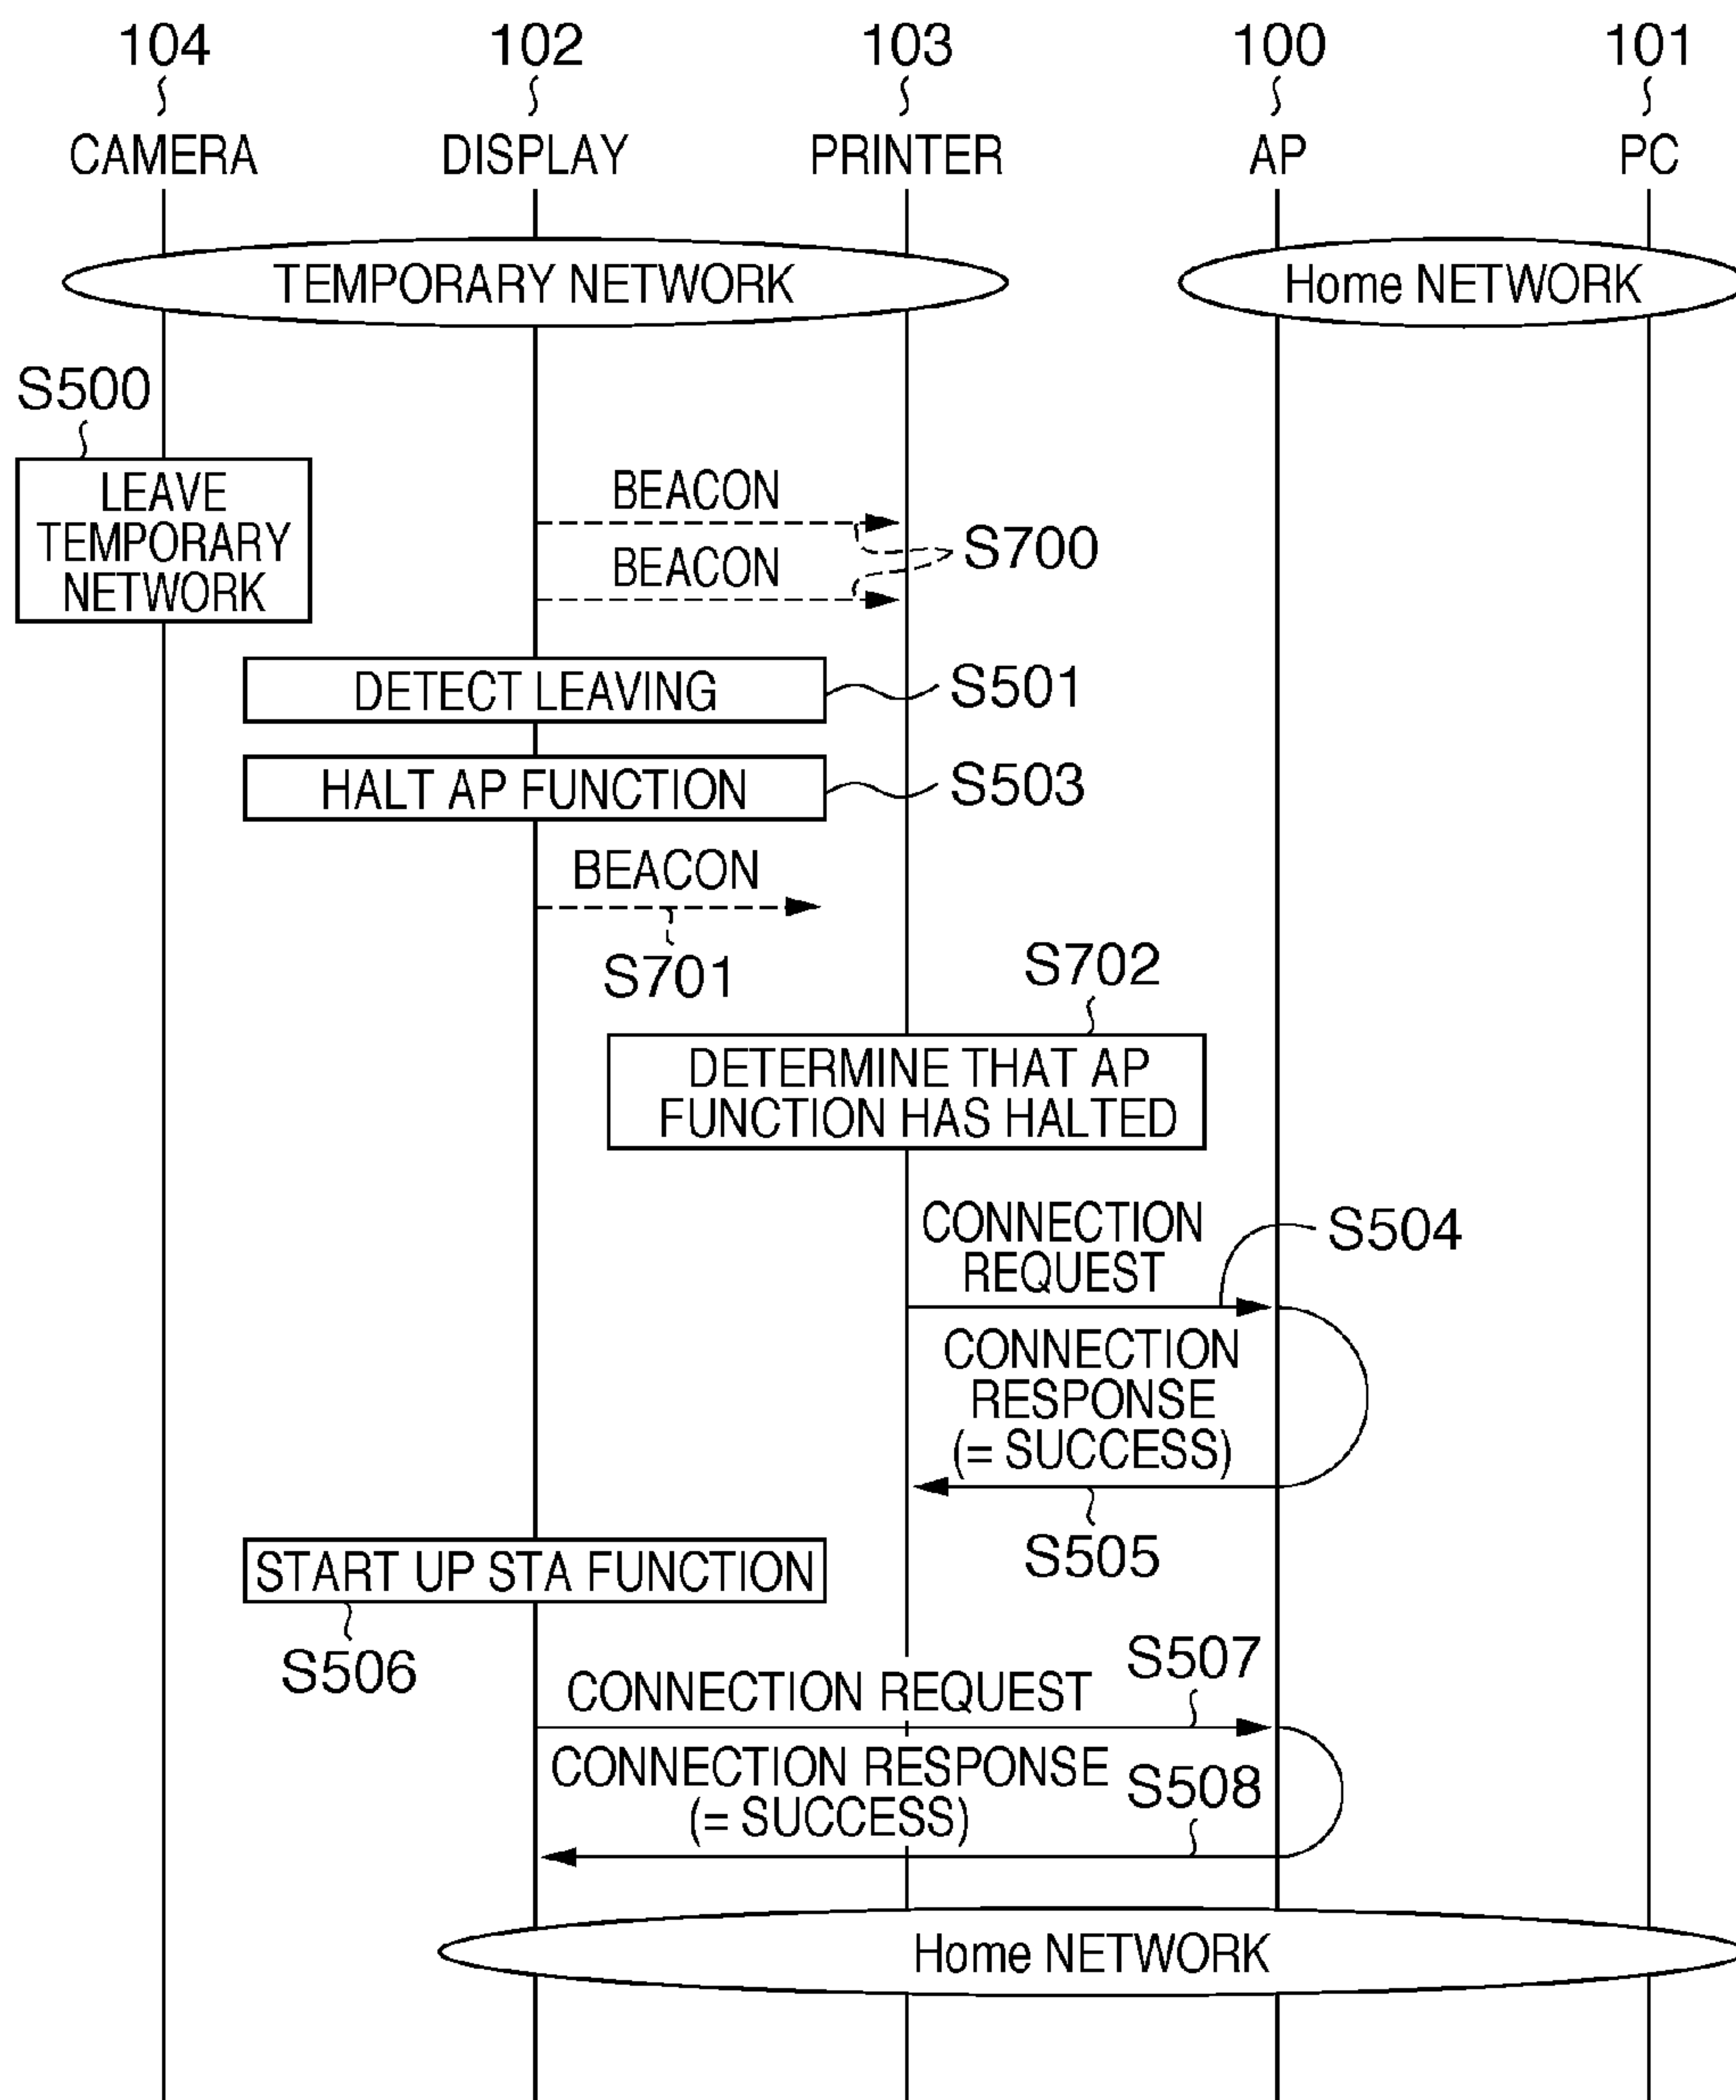 104 102 103 100 101
CAMERA DISPLAY PRINTER AP PC
TEMPORARY NETWORK Home NETWORK
S500
LEAVE
TEMPORARY
NETWORK
BEACON
S700
BEACON
DETECT LEAVING S501
HALT AP FUNCTION S503
BEACON
S701
S702
DETERMINE THAT AP
FUNCTION HAS HALTED
CONNECTION
REQUEST
S504
CONNECTION
RESPONSE
(= SUCCESS)
S505
START UP STA FUNCTION
S506
S507
CONNECTION REQUEST
CONNECTION RESPONSE
(= SUCCESS)
S508
Home NETWORK